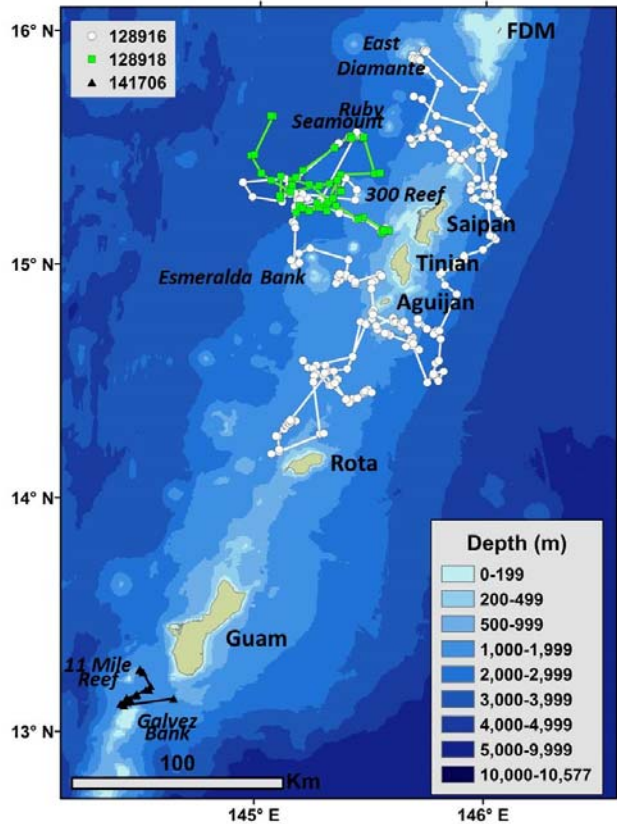 16° N
128916
128918
141706
East
Diamante
FDM
Ruby
Seamount
300 Reef
Saipan
15° N
Esmeralda Bank
Tinian
Aguijan
Rota
14° N
Guam
11 Mile
Reef
Galvez
Bank
13° N
100
Km
Depth (m)
0-199
200-499
500-999
1,000-1,999
2,000-2,999
3,000-3,999
4,000-4,999
5,000-9,999
10,000-10,577
145° E
146° E